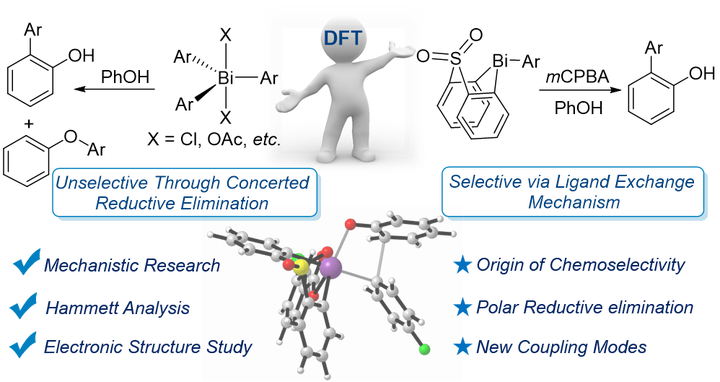 Ar
OH
PhOH
+
O
Ar
X
Ar
Bi
Ar
Ar
X
X = Cl, OAc, etc.
DFT
O
S
O
Bi
Ar
mCPBA
PhOH
Ar
OH
Unselective Through Concerted
Reductive Elimination
Selective via Ligand Exchange
Mechanism
Mechanistic Research
Hammett Analysis
Electronic Structure Study
Origin of Chemoselectivity
Polar Reductive elimination
New Coupling Modes